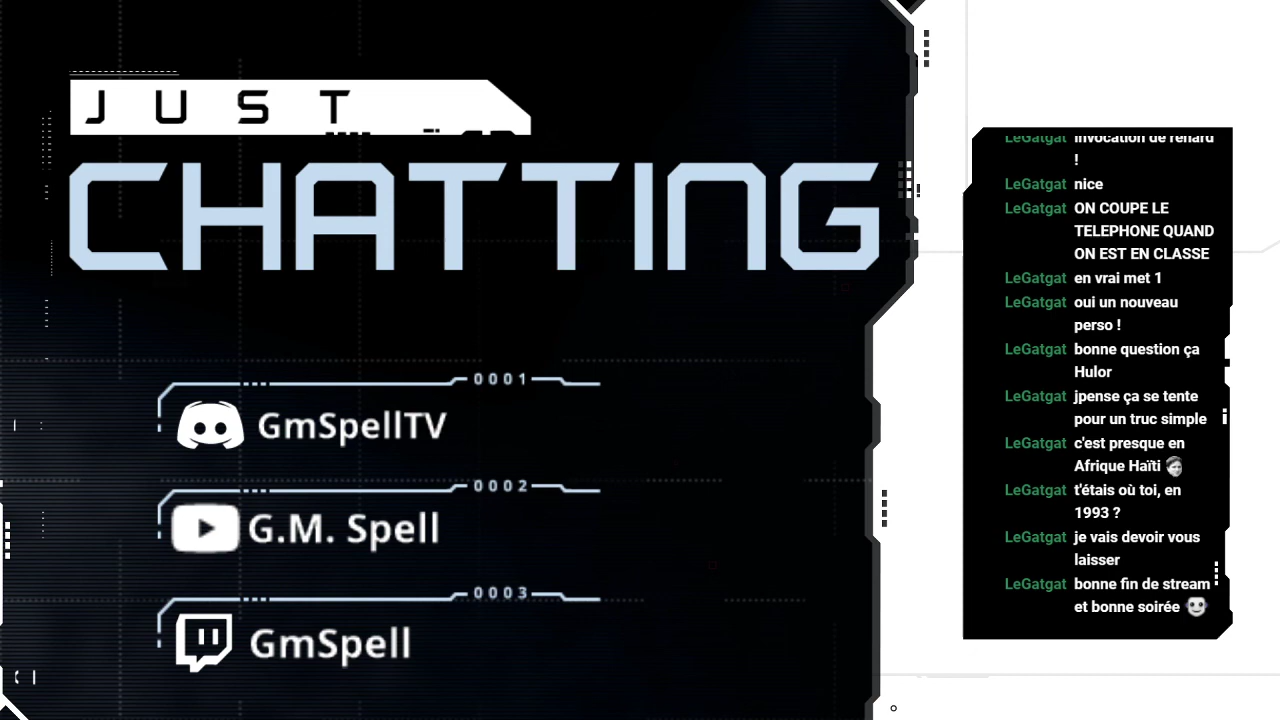 JUST
CHATTING
0001
GmSpellTV
0002
G.M. Spell
0003
GmSpell
LeGatgat invocation de renard
!
LeGatgat nice
LeGatgat ON COUPE LE
TELEPHONE QUAND
ON EST EN CLASSE
LeGatgat en vrai met 1
LeGatgat oui un nouveau
perso !
LeGatgat bonne question ça
Hulor
LeGatgat jpense ça se tente
pour un truc simple
LeGatgat c'est presque en
Afrique Haïti
LeGatgat t'étais où toi, en
1993 ?
LeGatgat je vais devoir vous
laisser
LeGatgat bonne fin de stream
et bonne soirée